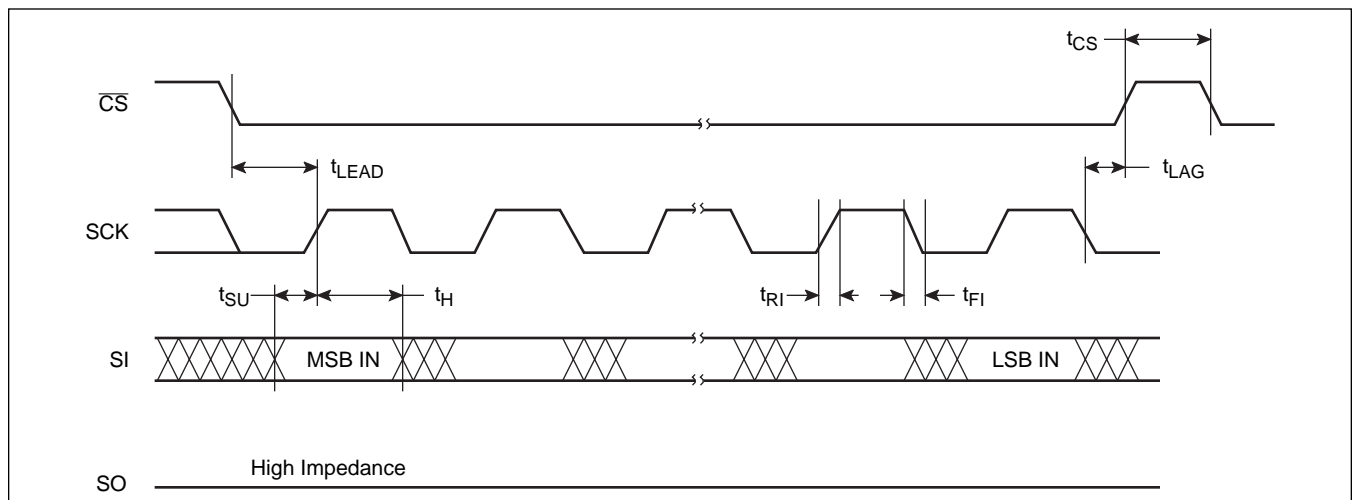 tCS
CS
tLEAD
tLAG
SCK
tSU
tH
tRI
tFI
SI
MSB IN
LSB IN
High Impedance
SO